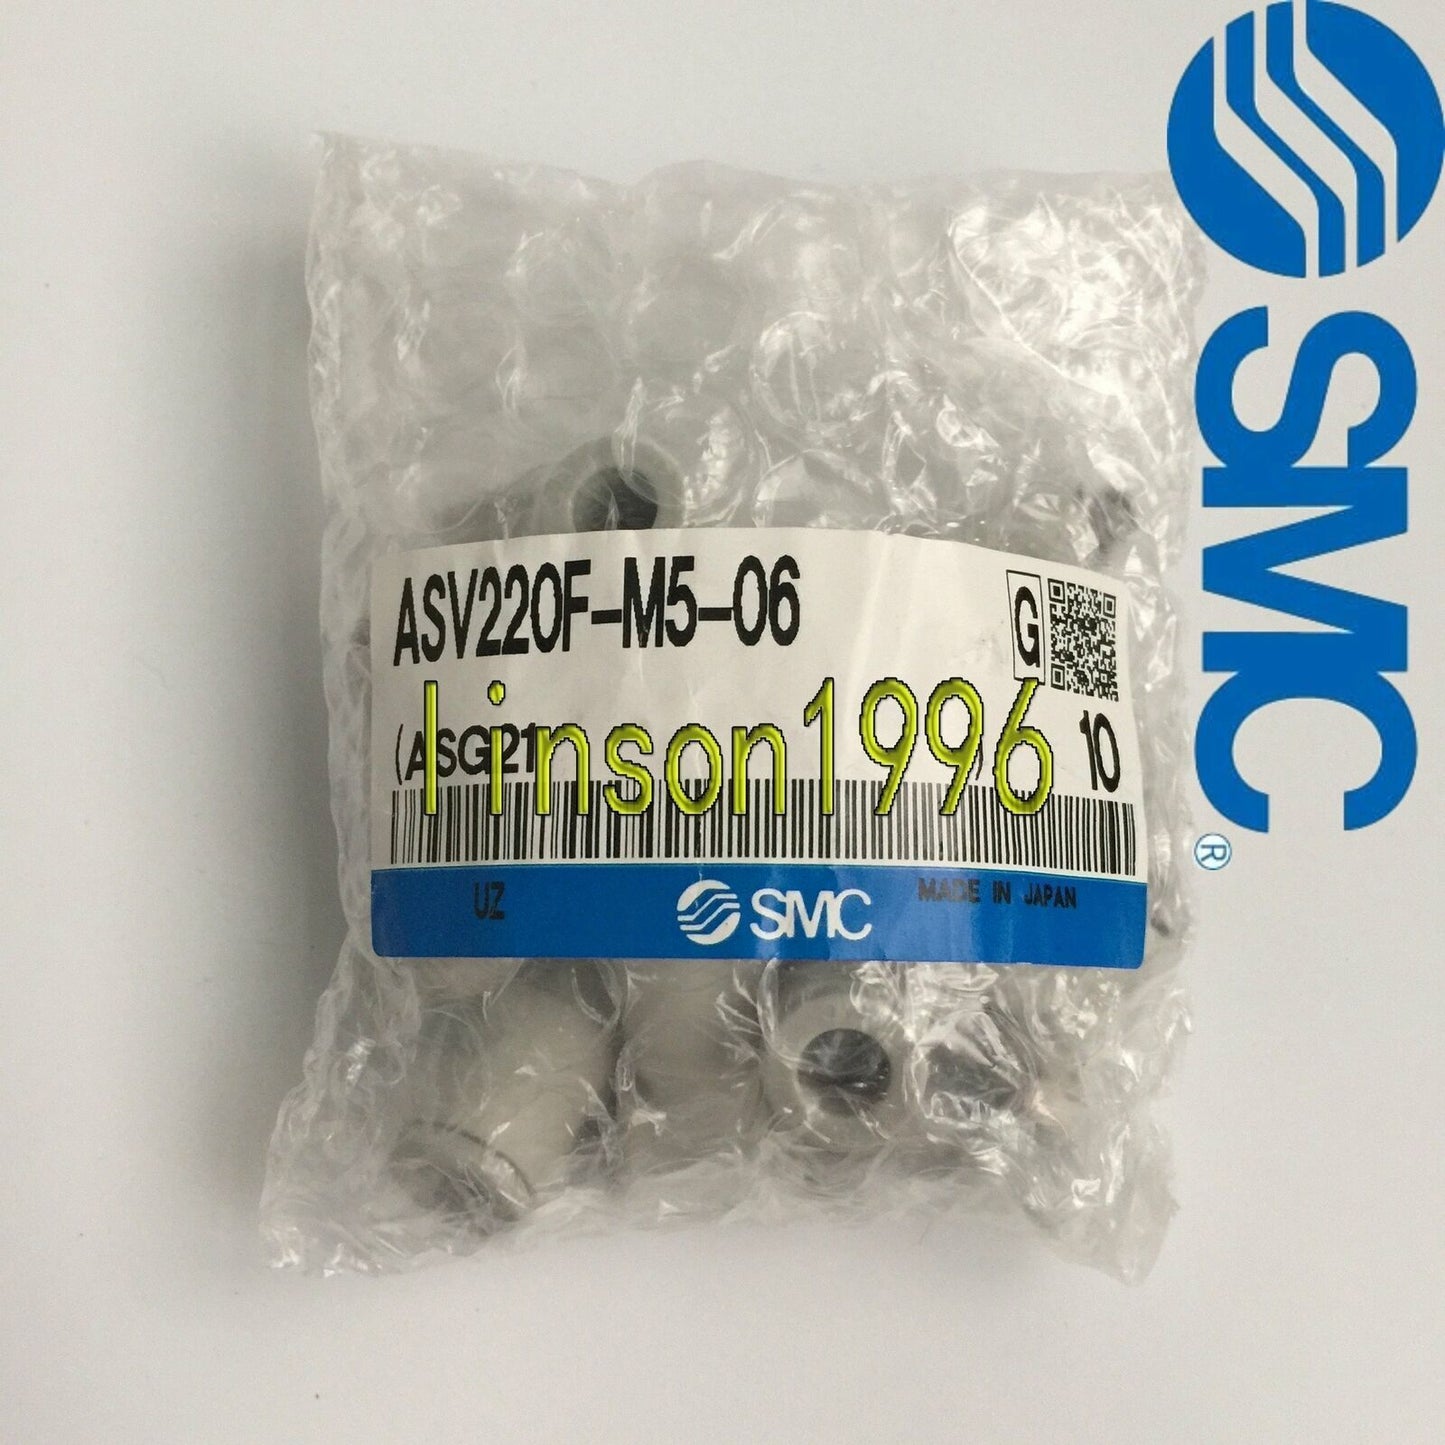 ASV220F-M5-06
G
(ASG21
)
10
linson1996
UZ
SMC
MADE IN JAPAN
SMC
®